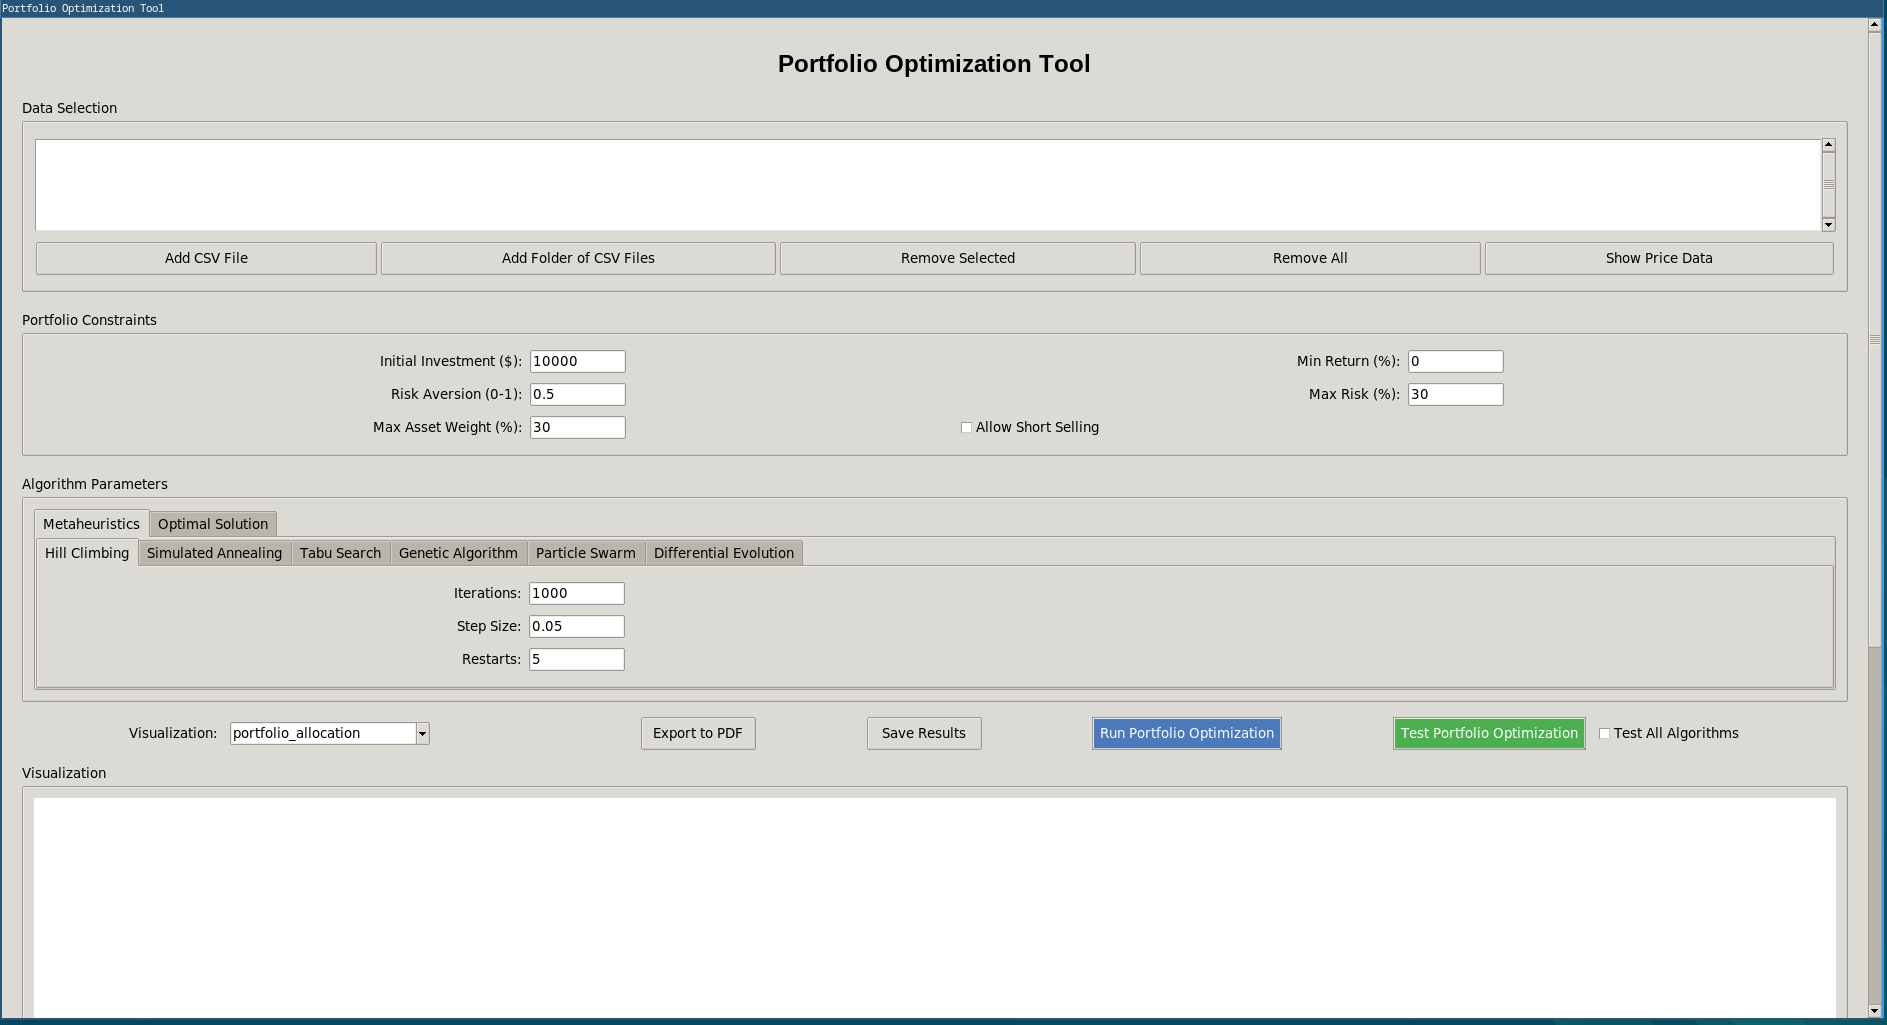 Portfolio Optimization Tool
Portfolio Optimization Tool
Data Selection
Add CSV File Add Folder of CSV Files Remove Selected Remove All Show Price Data
Portfolio Constraints
Initial Investment ($): 10000 Min Return (%): 0
Risk Aversion (0-1): 0.5 Max Risk (%): 30
Max Asset Weight (%): 30 Allow Short Selling
Algorithm Parameters
Metaheuristics Optimal Solution
Hill Climbing Simulated Annealing Tabu Search Genetic Algorithm Particle Swarm Differential Evolution
Iterations: 1000
Step Size: 0.05
Restarts: 5
Visualization: portfolio_allocation Export to PDF Save Results Run Portfolio Optimization Test Portfolio Optimization Test All Algorithms
Visualization